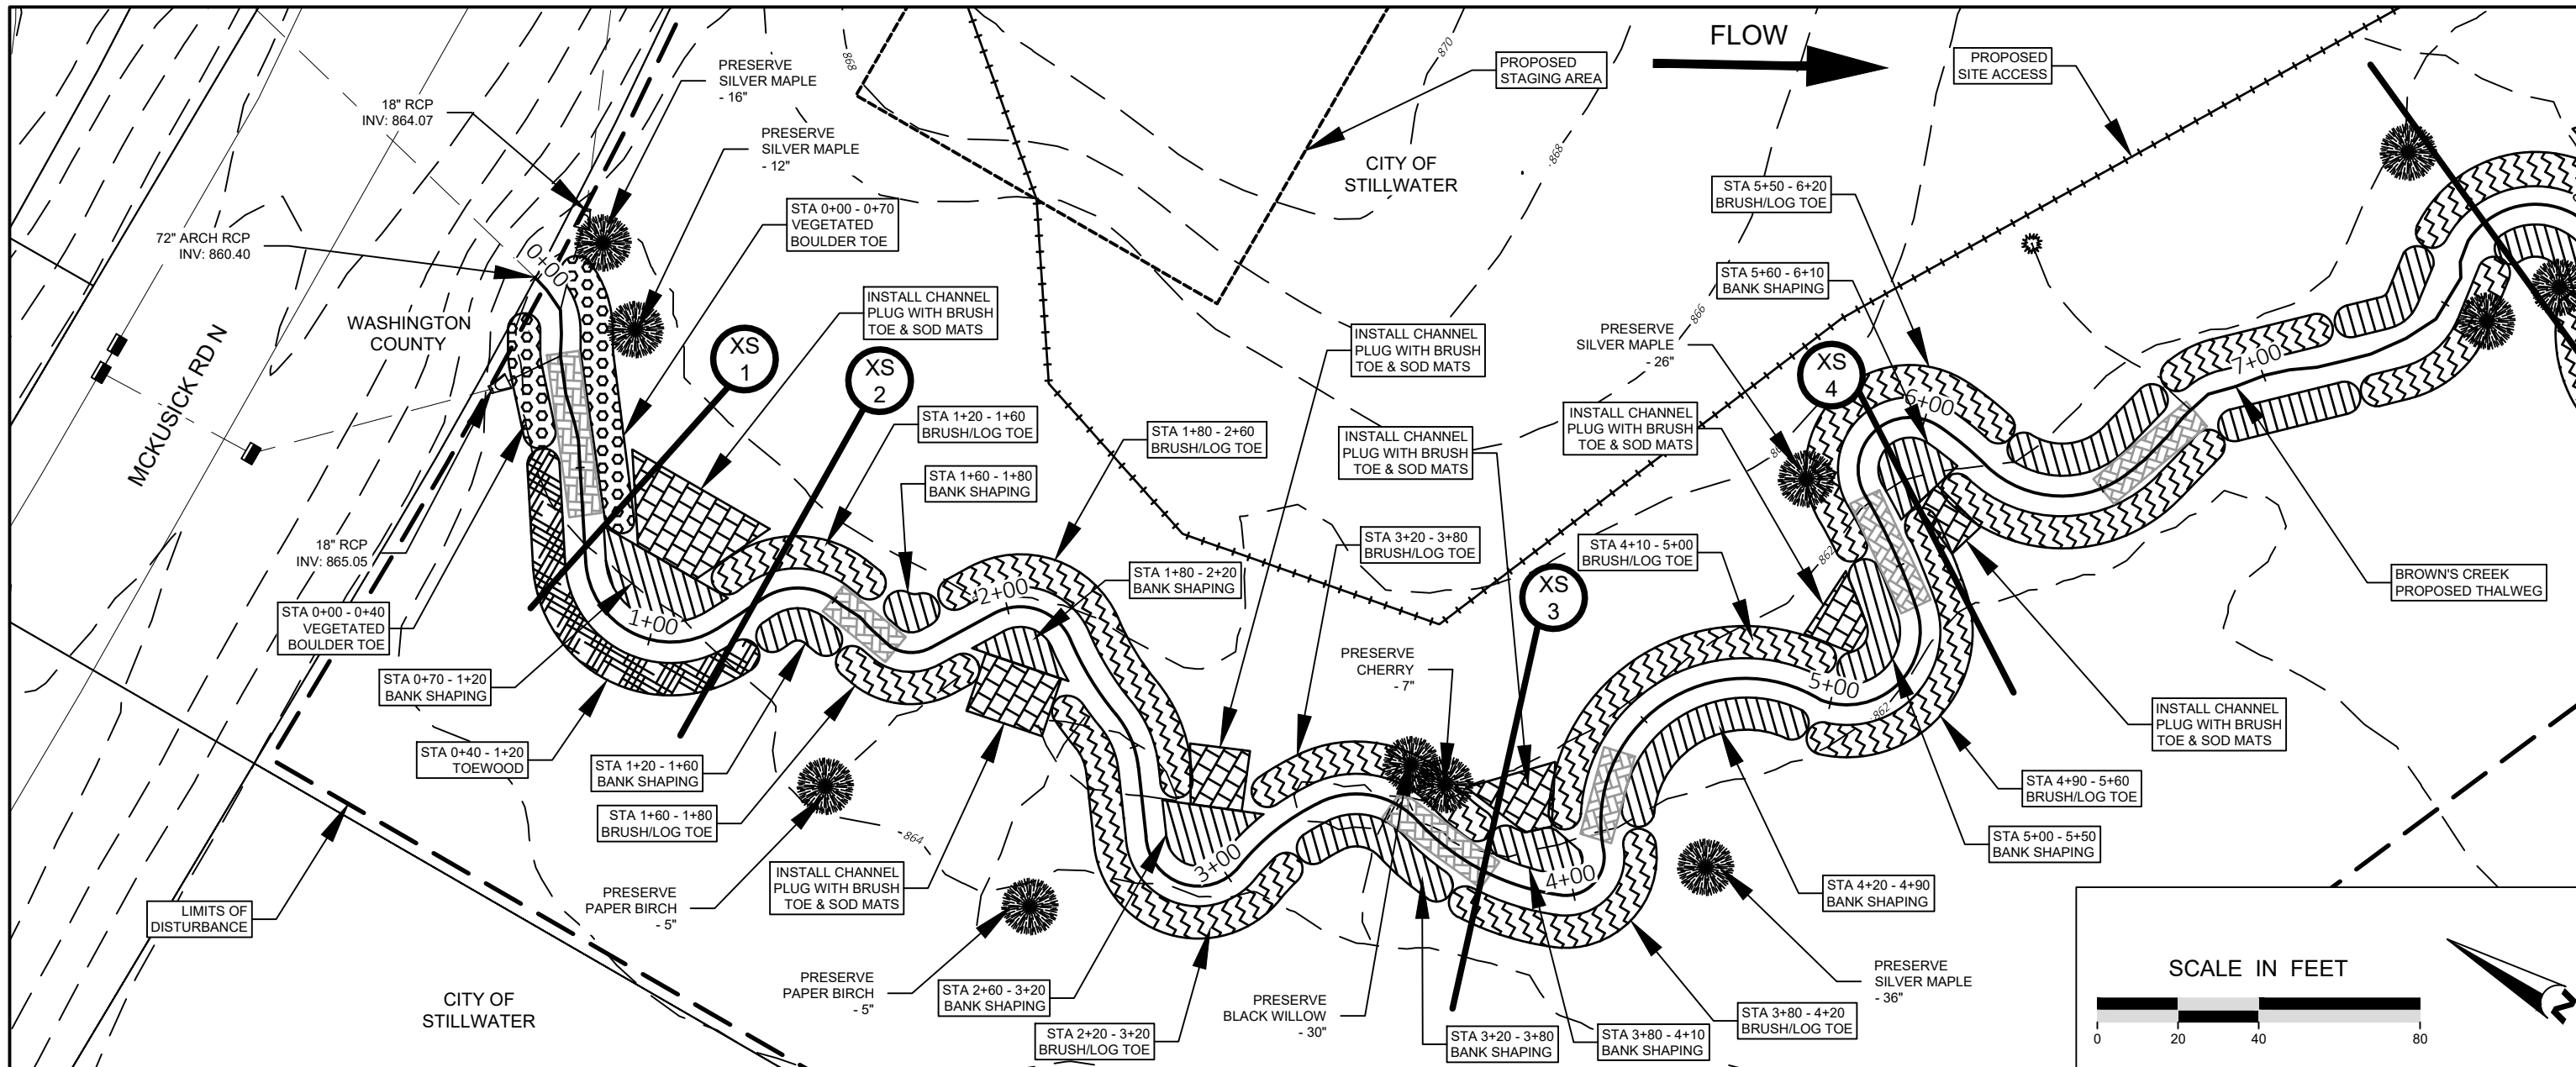 FLOW
PRESERVE
SILVER MAPLE
- 16"
18" RCP
INV: 864.07
PRESERVE
SILVER MAPLE
- 12"
868
870
PROPOSED
STAGING AREA
PROPOSED
SITE ACCESS
CITY OF
STILLWATER
868
STA 5+50 - 6+20
BRUSH/LOG TOE
STA 0+00 - 0+70
VEGETATED
BOULDER TOE
72" ARCH RCP
INV: 860.40
0+00
WASHINGTON
COUNTY
MCKUSICK RD N
INSTALL CHANNEL
PLUG WITH BRUSH
TOE & SOD MATS
STA 5+60 - 6+10
BANK SHAPING
866
PRESERVE
SILVER MAPLE
- 26"
INSTALL CHANNEL
PLUG WITH BRUSH
TOE & SOD MATS
XS
1
XS
2
XS
4
6+00
7+00
STA 1+20 - 1+60
BRUSH/LOG TOE
STA 1+80 - 2+60
BRUSH/LOG TOE
INSTALL CHANNEL
PLUG WITH BRUSH
TOE & SOD MATS
INSTALL CHANNEL
PLUG WITH BRUSH
TOE & SOD MATS
STA 1+60 - 1+80
BANK SHAPING
18" RCP
INV: 865.05
STA 3+20 - 3+80
BRUSH/LOG TOE
STA 4+10 - 5+00
BRUSH/LOG TOE
862
STA 1+80 - 2+20
BANK SHAPING
2+00
XS
3
BROWN'S CREEK
PROPOSED THALWEG
STA 0+00 - 0+40
VEGETATED
BOULDER TOE
1+00
PRESERVE
CHERRY
- 7"
5+00
862
STA 0+70 - 1+20
BANK SHAPING
INSTALL CHANNEL
PLUG WITH BRUSH
TOE & SOD MATS
STA 0+40 - 1+20
TOEWOOD
STA 1+20 - 1+60
BANK SHAPING
STA 4+90 - 5+60
BRUSH/LOG TOE
STA 1+60 - 1+80
BRUSH/LOG TOE
864
STA 5+00 - 5+50
BANK SHAPING
3+00
4+00
INSTALL CHANNEL
PLUG WITH BRUSH
TOE & SOD MATS
PRESERVE
PAPER BIRCH
- 5"
STA 4+20 - 4+90
BANK SHAPING
LIMITS OF
DISTURBANCE
PRESERVE
PAPER BIRCH
- 5"
STA 2+60 - 3+20
BANK SHAPING
PRESERVE
SILVER MAPLE
- 36"
CITY OF
STILLWATER
PRESERVE
BLACK WILLOW
- 30"
STA 3+80 - 4+20
BRUSH/LOG TOE
STA 2+20 - 3+20
BRUSH/LOG TOE
STA 3+20 - 3+80
BANK SHAPING
STA 3+80 - 4+10
BANK SHAPING
SCALE IN FEET
0 20 40 80